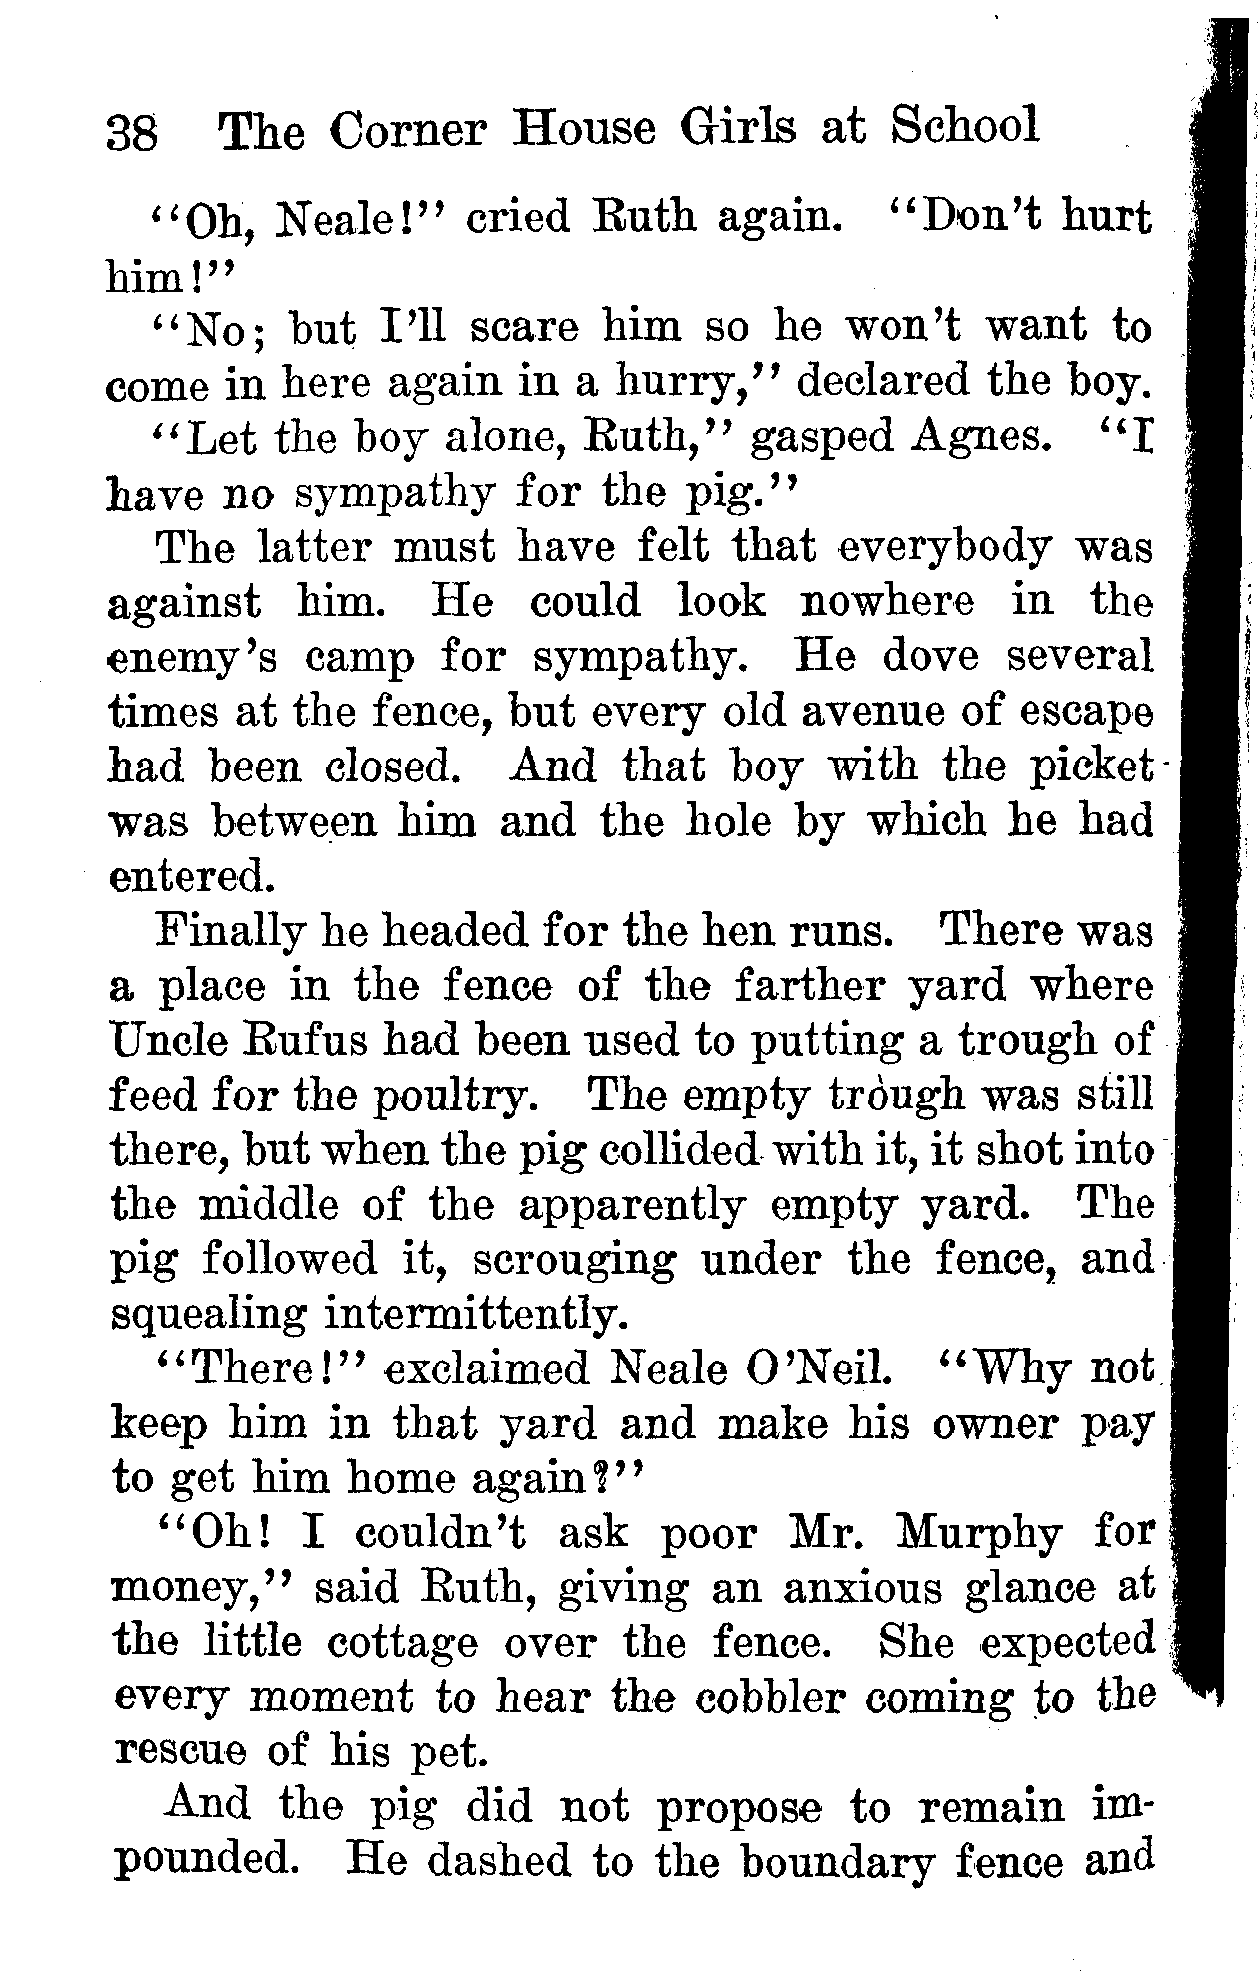 38 The Corner House Girls at School
“Oh, Neale!” cried Ruth again. “Don’t hurt
him!”
“No; but I’ll scare him so he won’t want to
come in here again in a hurry,” declared the boy.
“Let the boy alone, Ruth,” gasped Agnes. “I
have no sympathy for the pig.”
The latter must have felt that everybody was
against him. He could look nowhere in the
enemy’s camp for sympathy. He dove several
times at the fence, but every old avenue of escape
had been closed. And that boy with the picket
was between him and the hole by which he had
entered.
Finally he headed for the hen runs. There was
a place in the fence of the farther yard where
Uncle Rufus had been used to putting a trough of
feed for the poultry. The empty trough was still
there, but when the pig collided with it, it shot into
the middle of the apparently empty yard. The
pig followed it, scrouging under the fence, and
squealing intermittently.
“There!” exclaimed Neale O’Neil. “Why not
keep him in that yard and make his owner pay
to get him home again?”
“Oh! I couldn’t ask poor Mr. Murphy for
money,” said Ruth, giving an anxious glance at
the little cottage over the fence. She expected
every moment to hear the cobbler coming to the
rescue of his pet.
And the pig did not propose to remain im-
pounded. He dashed to the boundary fence and